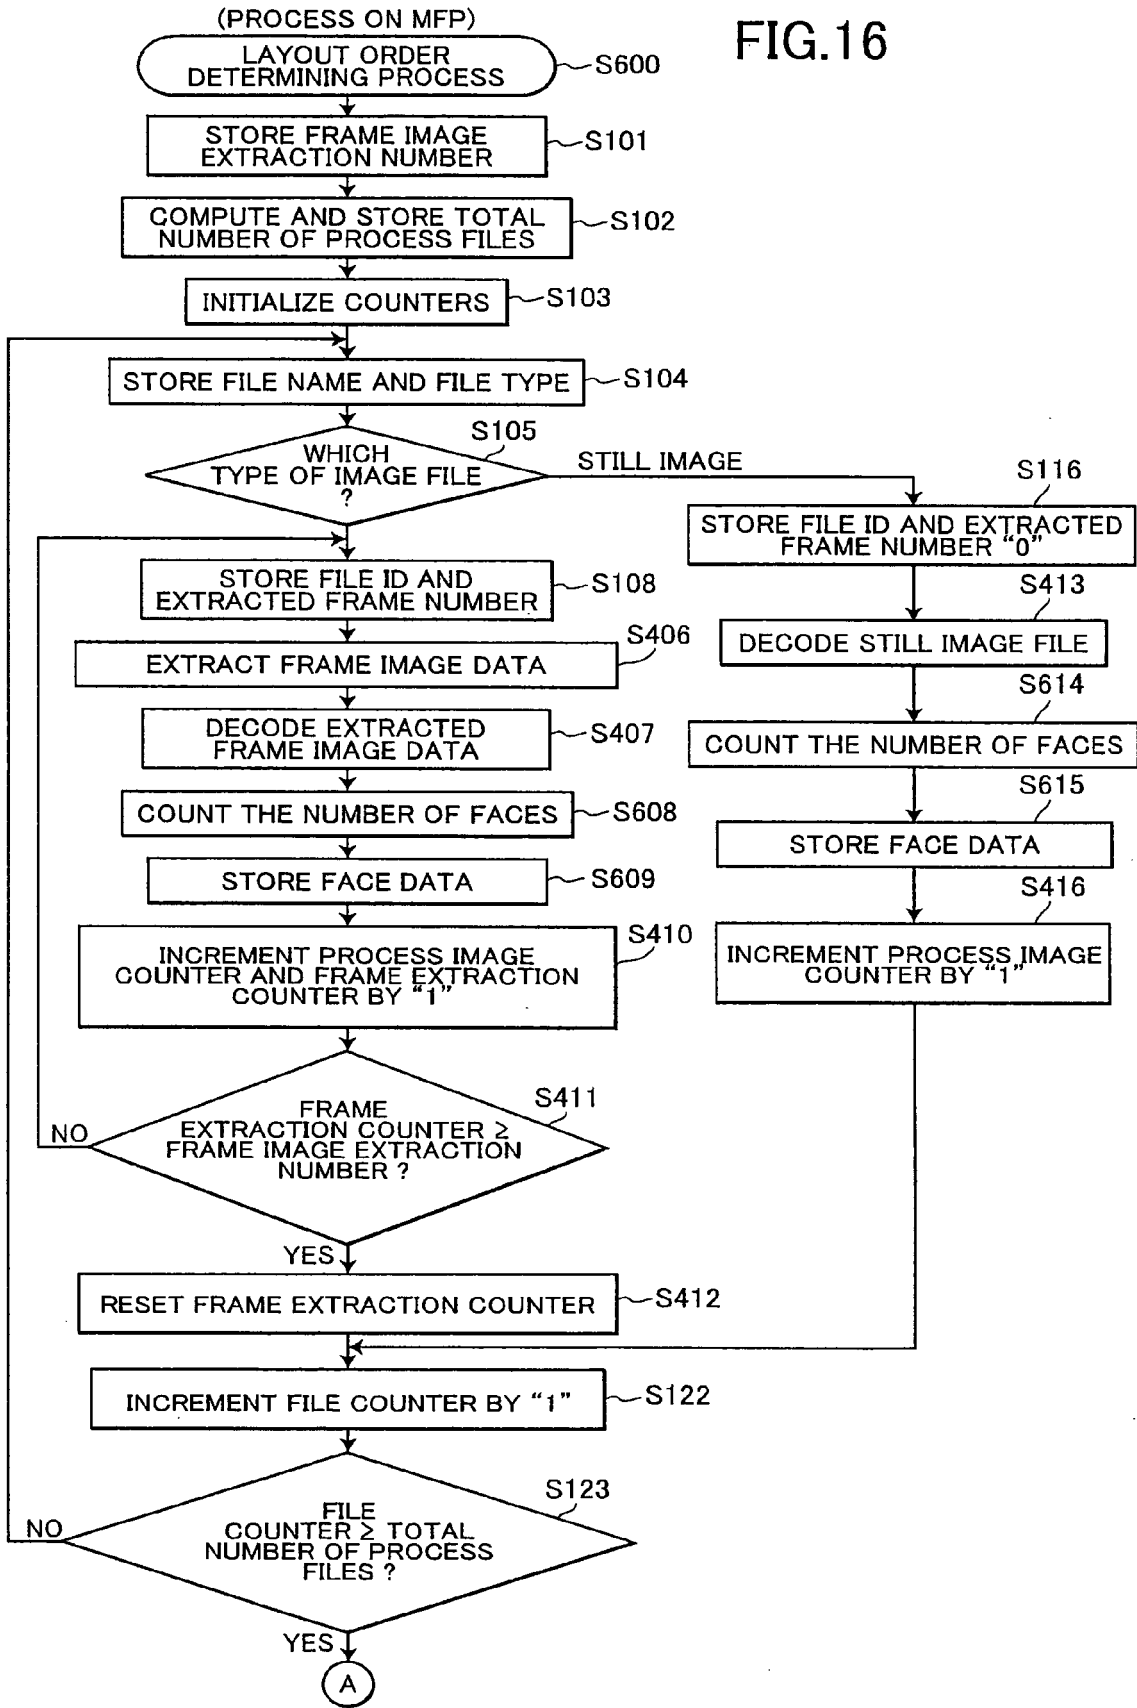 (PROCESS ON MFP)
FIG.16
LAYOUT ORDER
DETERMINING PROCESS
S600
STORE FRAME IMAGE
EXTRACTION NUMBER
S101
COMPUTE AND STORE TOTAL
NUMBER OF PROCESS FILES
S102
INITIALIZE COUNTERS
S103
STORE FILE NAME AND FILE TYPE
S104
S105
WHICH
TYPE OF IMAGE FILE
?
STILL IMAGE
S116
STORE FILE ID AND EXTRACTED
FRAME NUMBER “0”
STORE FILE ID AND
EXTRACTED FRAME NUMBER
S108
S413
DECODE STILL IMAGE FILE
S406
EXTRACT FRAME IMAGE DATA
S614
COUNT THE NUMBER OF FACES
DECODE EXTRACTED
FRAME IMAGE DATA
S407
S615
STORE FACE DATA
COUNT THE NUMBER OF FACES
S608
STORE FACE DATA
S609
S416
INCREMENT PROCESS IMAGE
COUNTER BY “1”
S410
INCREMENT PROCESS IMAGE
COUNTER AND FRAME EXTRACTION
COUNTER BY “1”
S411
FRAME
EXTRACTION COUNTER ≥
FRAME IMAGE EXTRACTION
NUMBER ?
NO
YES
RESET FRAME EXTRACTION COUNTER
S412
INCREMENT FILE COUNTER BY “1”
S122
S123
FILE
COUNTER ≥ TOTAL
NUMBER OF PROCESS
FILES ?
NO
YES
A